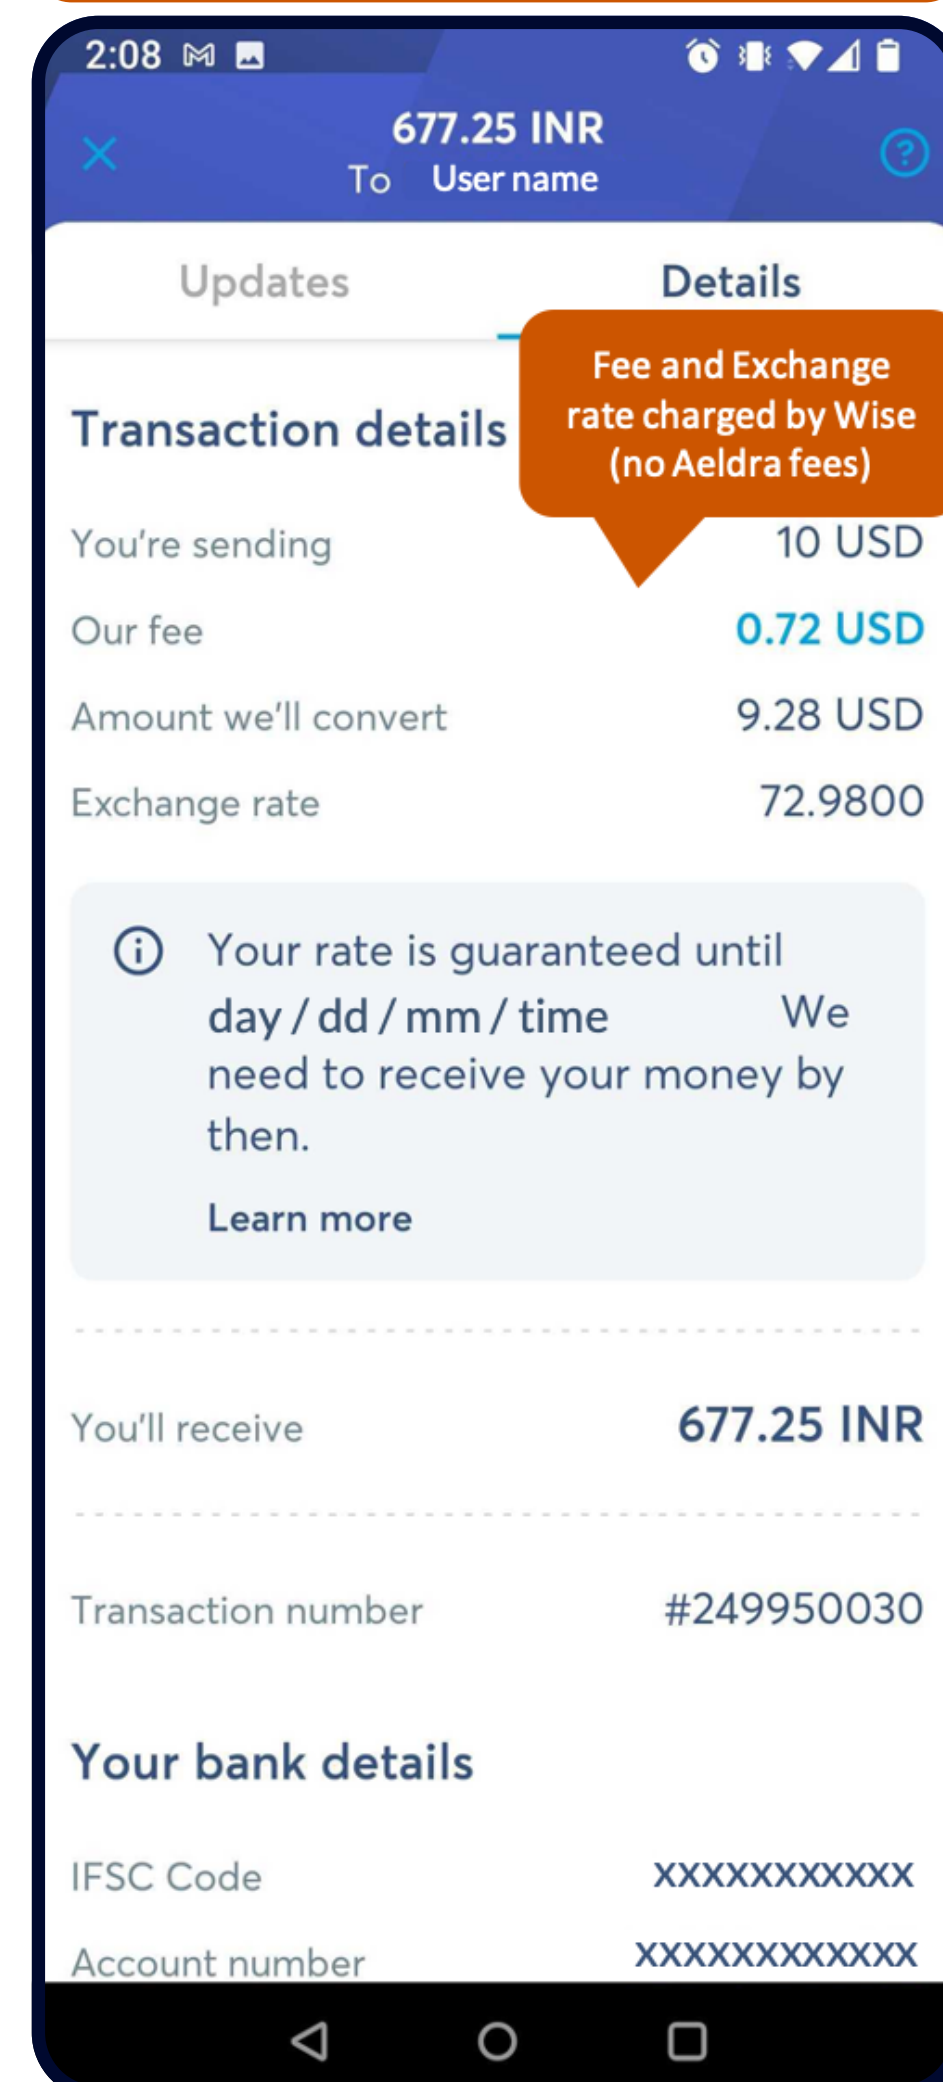 2:08
677.25 INR
To User name
Updates Details
Fee and Exchange
rate charged by Wise
(no Aeldra fees)
Transaction details
You're sending 10 USD
Our fee 0.72 USD
Amount we'll convert 9.28 USD
Exchange rate 72.9800
Your rate is guaranteed until
day / dd / mm / time We
need to receive your money by
then.
Learn more
You'll receive 677.25 INR
Transaction number #249950030
Your bank details
IFSC Code XXXXXXXXXXX
Account number XXXXXXXXXXXX